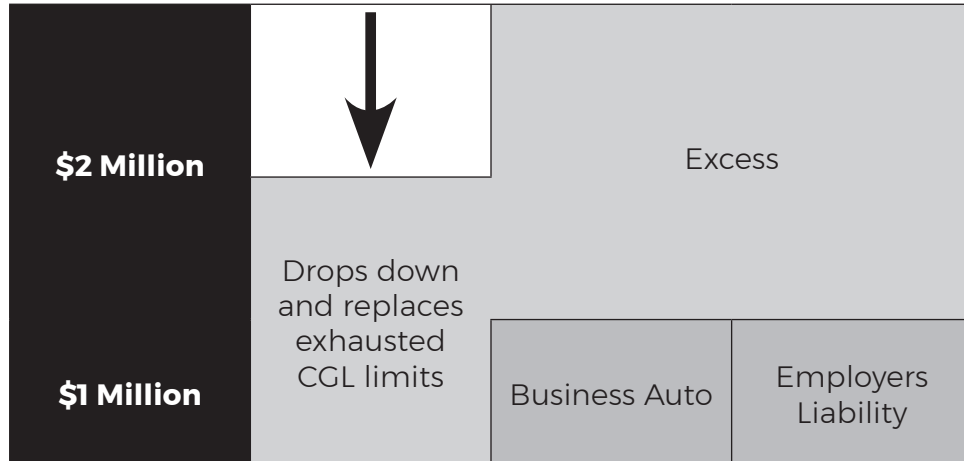 $2 Million
Excess
Drops down
and replaces
exhausted
CGL limits
$1 Million
Business Auto
Employers
Liability